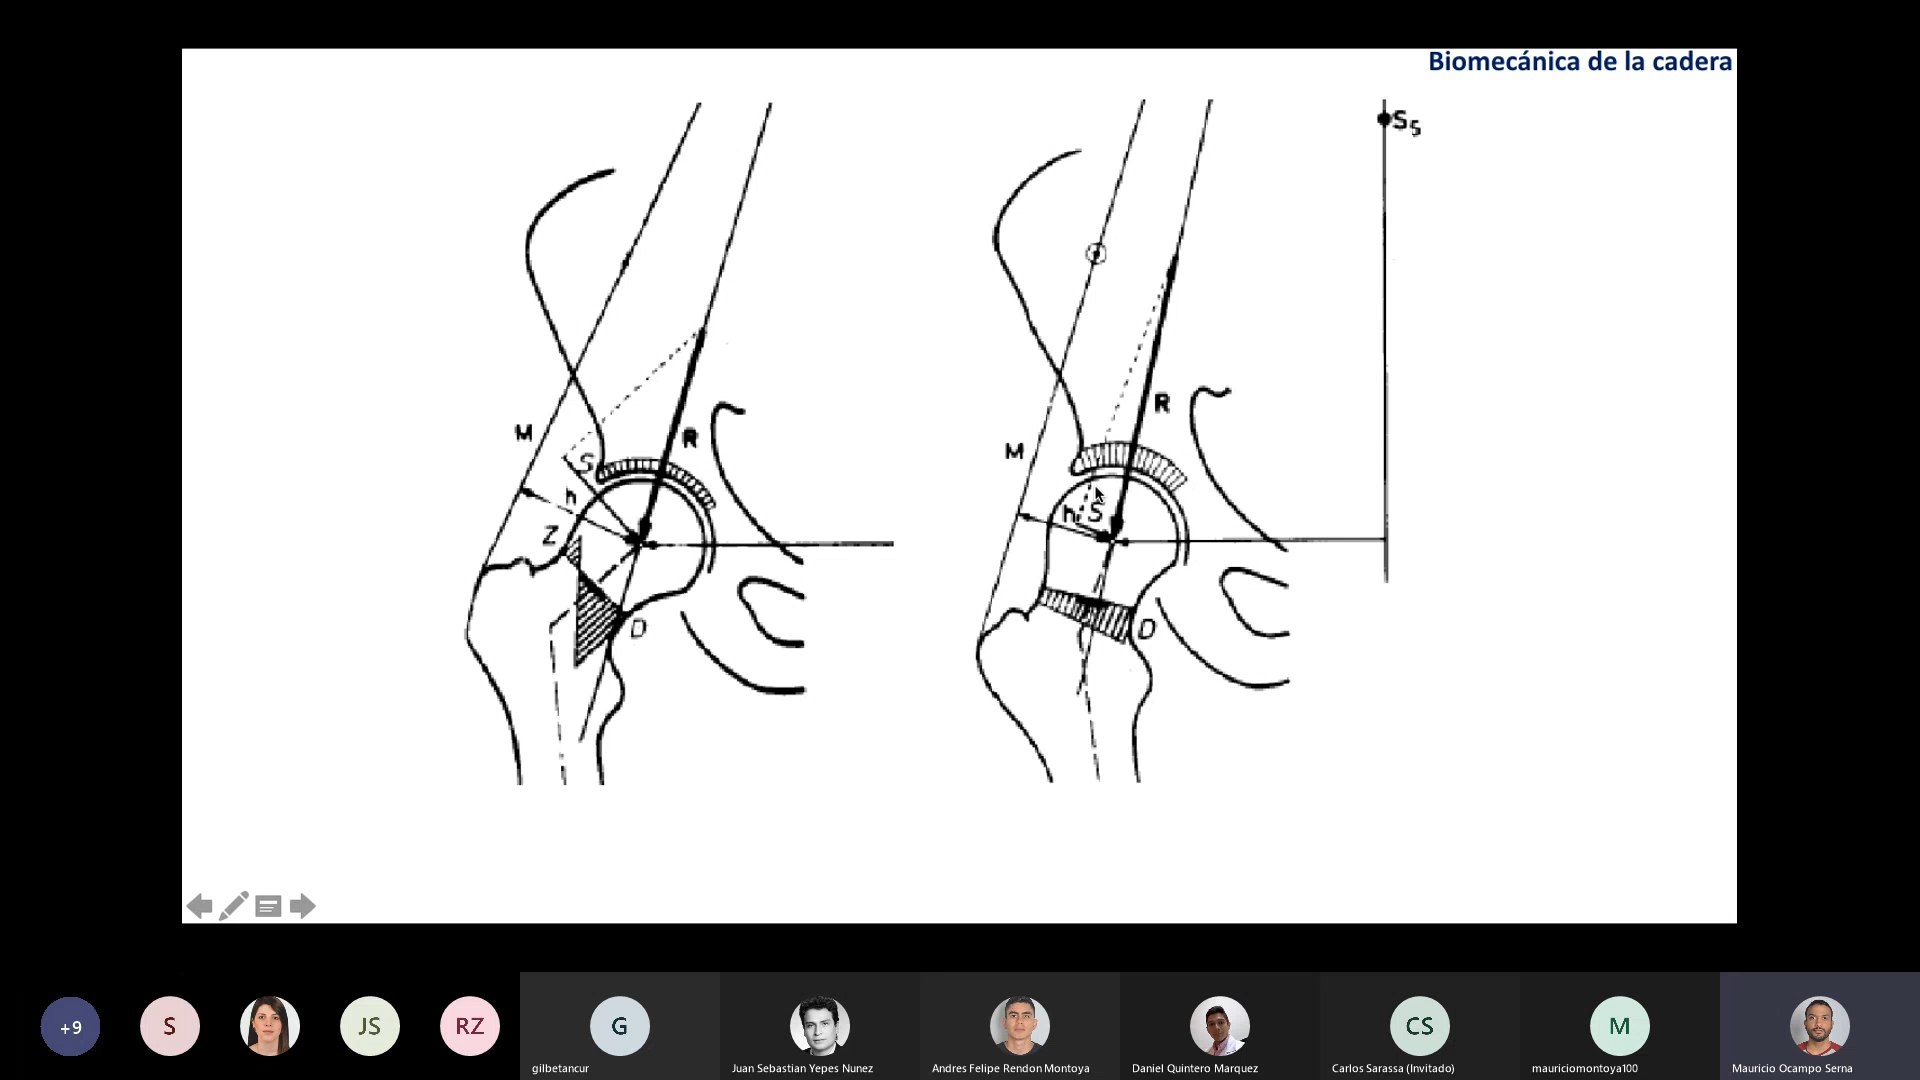 Biomecánica de la cadera
S5
M
R
S
h
Z
D
M
R
h
S
D
+9
S
JS
RZ
G
CS
M
gilbetancur
Juan Sebastian Yepes Nunez
Andres Felipe Rendon Montoya
Daniel Quintero Marquez
Carlos Sarassa (Invitado)
mauriciomontoya100
Mauricio Ocampo Serna